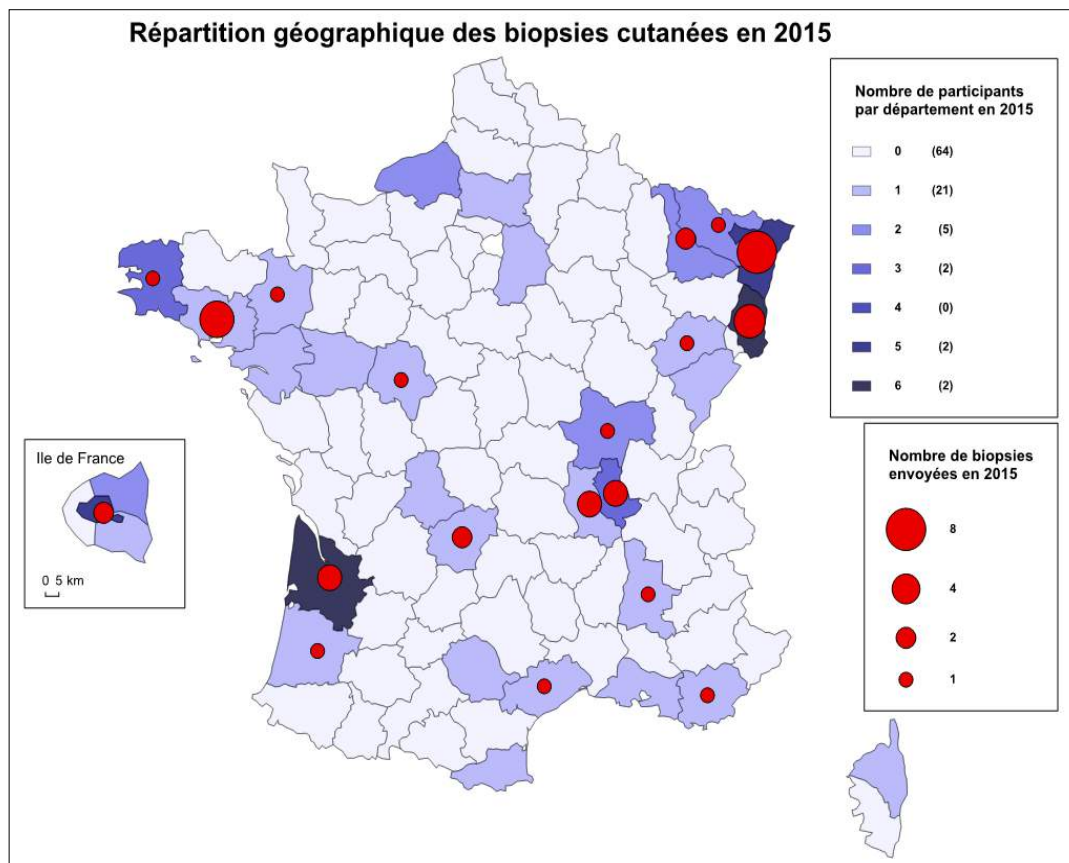 Répartition géographique des biopsies cutanées en 2015
Nombre de participants
par département en 2015
0 (64)
1 (21)
2 (5)
3 (2)
4 (0)
5 (2)
6 (2)
Ile de France
0 5 km
Nombre de biopsies
envoyées en 2015
8
4
2
1